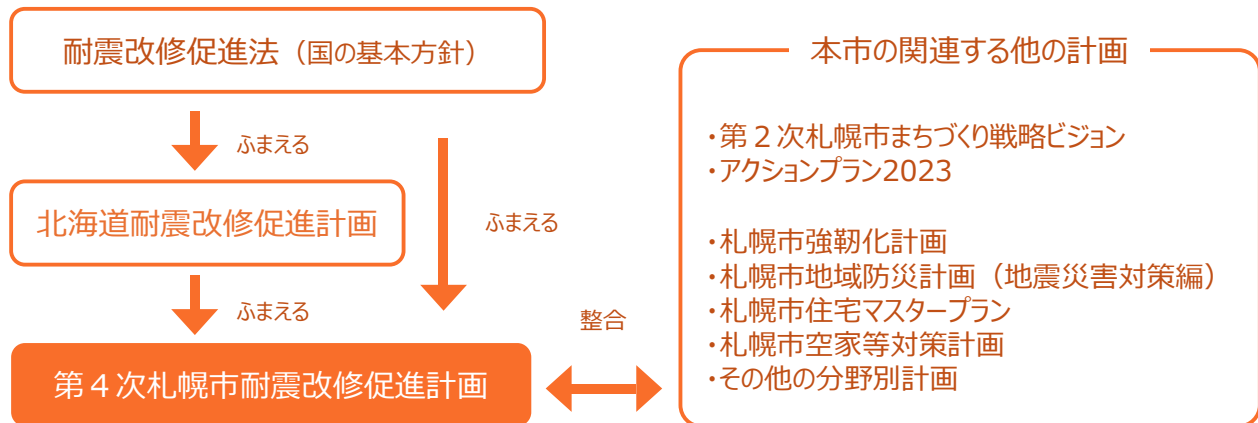 耐震改修促進法（国の基本方針）
ふまえる
北海道耐震改修促進計画
ふまえる
ふまえる
第４次札幌市耐震改修促進計画
整合
本市の関連する他の計画
・第２次札幌市まちづくり戦略ビジョン
・アクションプラン2023
・札幌市強靭化計画
・札幌市地域防災計画（地震災害対策編）
・札幌市住宅マスタープラン
・札幌市空家等対策計画
・その他の分野別計画